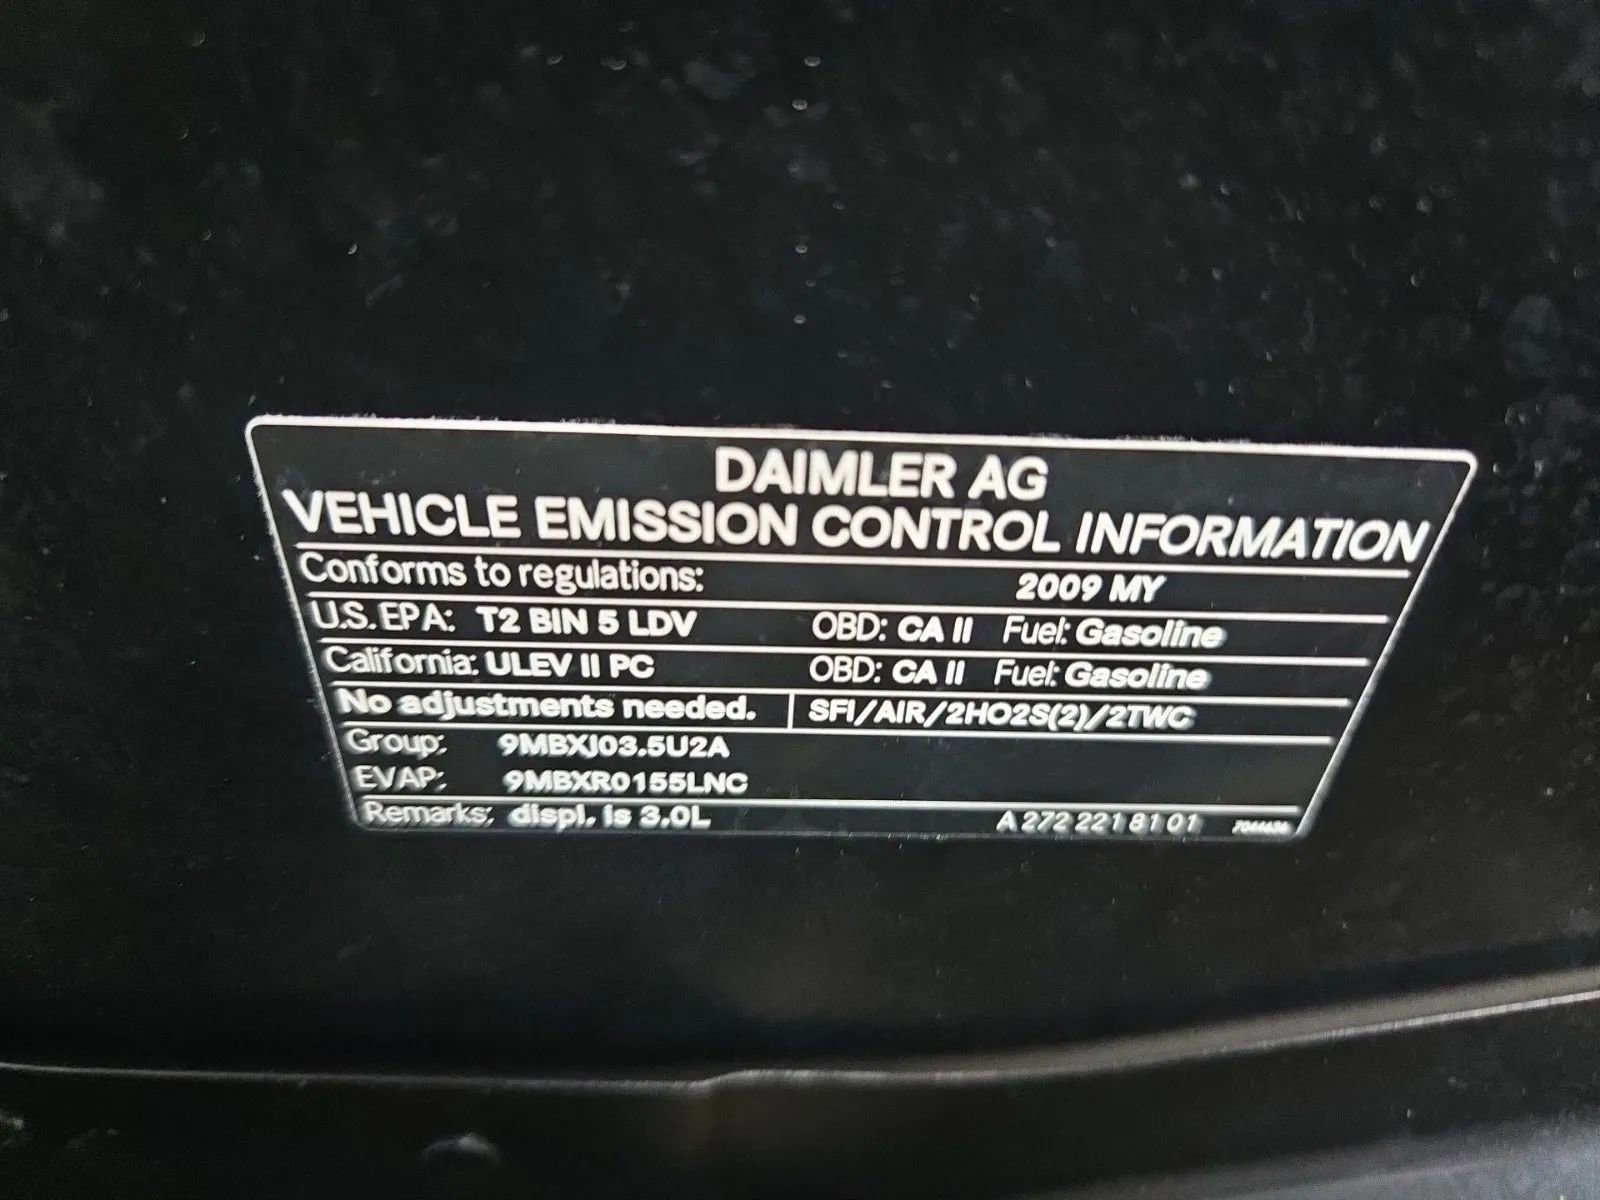 DAIMLER AG
VEHICLE EMISSION CONTROL INFORMATION
Conforms to regulations: 2009 MY
U.S. EPA: T2 BIN 5 LDV OBD: CA II Fuel: Gasoline
California: ULEV II PC OBD: CA II Fuel: Gasoline
No adjustments needed. SFI/AIR/2HO2S(2)/2TWC
Group: 9MBXJ03.5U2A
EVAP: 9MBXR0155LNC
Remarks: displ. is 3.0L A 272 221 81 01